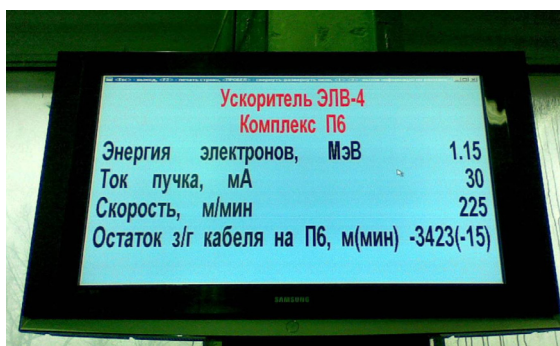 Ускоритель ЭЛВ-4
Комплекс П6
Энергия электронов, МэВ 1.15
Ток пучка, мА 30
Скорость, м/мин 225
Остаток з/г кабеля на П6, м(мин) -3423(-15)
SAMSUNG